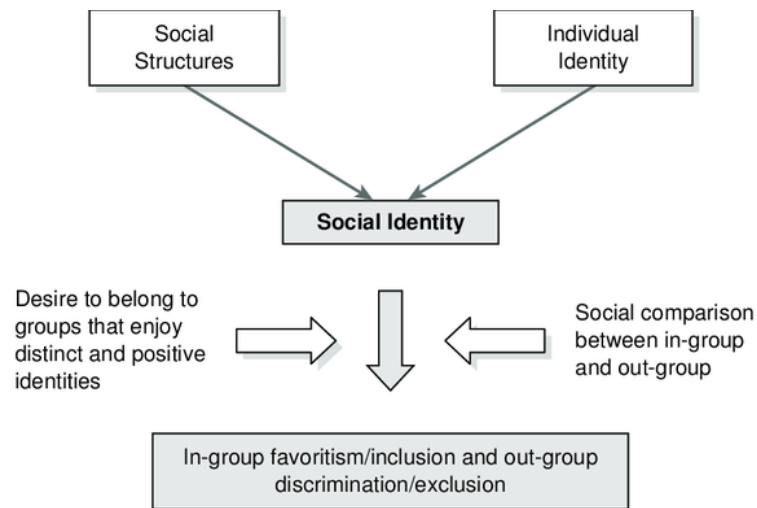 Social
Structures
Individual
Identity
Social Identity
Desire to belong to
groups that enjoy
distinct and positive
identities
Social comparison
between in-group
and out-group
In-group favoritism/inclusion and out-group
discrimination/exclusion